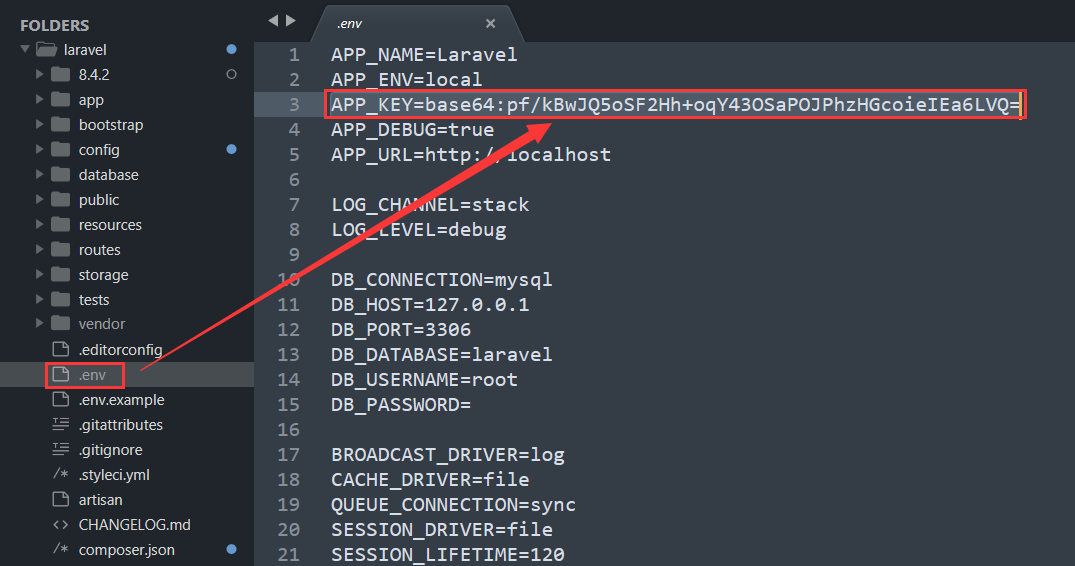 FOLDERS
laravel
8.4.2
app
bootstrap
config
database
public
resources
routes
storage
tests
vendor
.editorconfig
.env
.env.example
.gitattributes
.gitignore
/* .styleci.yml
artisan
<> CHANGELOG.md
/* composer.json
.env ×
1 APP_NAME=Laravel
2 APP_ENV=local
3 APP_KEY=base64:pf/kBwJQ5oSF2Hh+oqY43OSaPOJPhzHGcoieIEa6LVQ=
4 APP_DEBUG=true
5 APP_URL=http://localhost
6
7 LOG_CHANNEL=stack
8 LOG_LEVEL=debug
9
10 DB_CONNECTION=mysql
11 DB_HOST=127.0.0.1
12 DB_PORT=3306
13 DB_DATABASE=laravel
14 DB_USERNAME=root
15 DB_PASSWORD=
16
17 BROADCAST_DRIVER=log
18 CACHE_DRIVER=file
19 QUEUE_CONNECTION=sync
20 SESSION_DRIVER=file
21 SESSION_LIFETIME=120